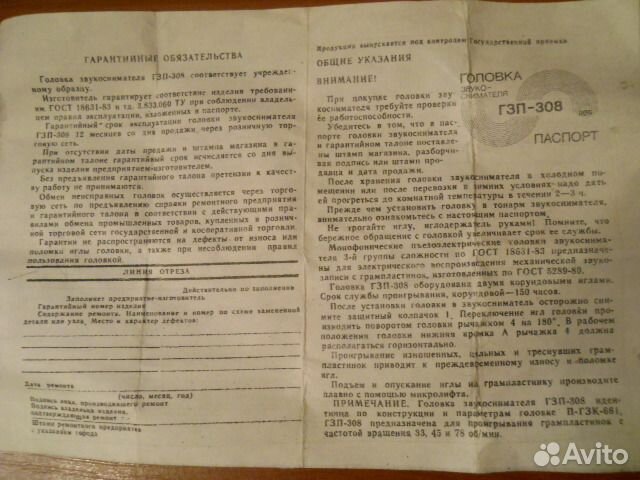 ГАРАНТИЙНЫЕ ОБЯЗАТЕЛЬСТВА
Головка звукоснимателя ГЗП-308 соответствует утвержденному образцу.
Изготовитель гарантирует соответствие изделия требованиям
ГОСТ 18631-83 и тд. 2.833.060 ТУ при соблюдении владельцем
правил эксплуатации, изложенных в паспорте.
Гарантийный срок эксплуатации головки звукоснимателя
ГЗП-308 12 месяцев со дня продажи, через розничную торговую
сеть.
При отсутствии даты продажи и штампа магазина в гарантийном
талоне гарантийный срок исчисляется со дня выпуска
изделия предприятием-изготовителем.
Без предъявления гарантийного талона претензии к качеству
работы не принимаются.
Обмен неисправных головок осуществляется через торговую
сеть по предъявлению справки ремонтного предприятия
и гарантийного талона в соответствии с действующими правилами
обмена промышленных товаров, купленных в розничной
торговой сети государственной и кооперативной торговли.
Гарантии не распространяются на дефекты от износа или
поломки иглы головки, а также при несоблюдении правил
пользования головкой.
ЛИНИЯ ОТРЕЗА
Действительно по заполнении
Заполняет предприятие-изготовитель
Гарантийный номер изделия
Содержание ремонта. Наименование и номер по схеме замененной
детали или узла. Место и характер дефектов:
Дата ремонта
(число, месяц, год)
Подпись лица, производившего ремонт
Подпись владельца изделия,
подтверждающего ремонт
Штамп ремонтного предприятия
с указанием города
Продукция выпускается под контролем Государственной приемки.
ОБЩИЕ УКАЗАНИЯ
ВНИМАНИЕ!
При покупке головки звукоснимателя
требуйте проверки
ее работоспособности.
Убедитесь в том, что в паспорте
головки звукоснимателя
и гарантийном талоне поставлены
штамп магазина, разборчивая
подпись или штамп продавца
и дата продажи.
ГОЛОВКА
ЗВУКО-
СНИМАТЕЛЯ
ГЗП-308
ПАСПОРТ
После хранения головки звукоснимателя в холодном помещении
или после перевозки в зимних условиях надо дать
ей прогреться до комнатной температуры в течение 2—3 ч.
Прежде чем установить головку в тонарм звукоснимателя,
внимательно ознакомьтесь с настоящим паспортом.
Не трогайте иглу, иглодержатель руками! Помните, что
бережное обращение с головкой увеличит срок ее службы.
Монофонические пьезоэлектрические головки звукоснимателя
3-й группы сложности по ГОСТ 18631-83 предназначены
для электрического воспроизведения механической звукозаписи
с грампластинок, изготовленных по ГОСТ 5289-80.
Головка ГЗП-308 оборудована двумя корундовыми иглами.
Срок службы проигрывания, корундовой—150 часов.
После установки головки в звукосниматель осторожно снимите
защитный колпачок 1. Переключение игл головки производить
поворотом головки рычажком 4 на 180°. В рабочем
положении головки нижняя кромка А рычажка 4 должна
располагаться горизонтально.
Проигрывание изношенных, цельных и треснувших грампластинок
приводит к преждевременному износу и поломке
игл.
Подъем и опускание иглы на грампластинку производите
плавно с помощью микролифта.
ПРИМЕЧАНИЕ. Головка звукоснимателя ГЗП-308 идентична
по конструкции и параметрам головке П-ГЗК-661,
ГЗП-308 предназначена для проигрывания грампластинок с
частотой вращения 33, 45 и 78 об/мин.
Avito